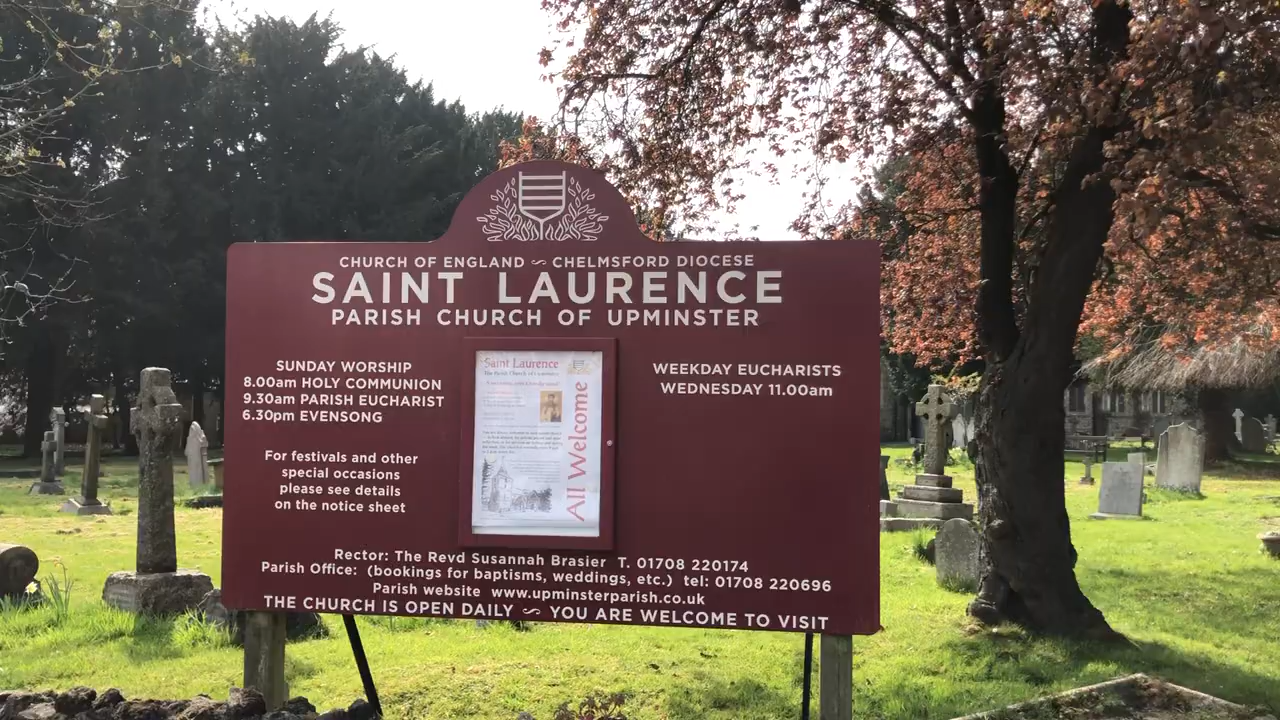 CHURCH OF ENGLAND ~ CHELMSFORD DIOCESE
SAINT LAURENCE
PARISH CHURCH OF UPMINSTER
SUNDAY WORSHIP
8.00am HOLY COMMUNION
9.30am PARISH EUCHARIST
6.30pm EVENSONG
For festivals and other
special occasions
please see details
on the notice sheet
Saint Laurence
All Welcome
WEEKDAY EUCHARISTS
WEDNESDAY 11.00am
Rector: The Revd Susannah Brasier T. 01708 220174
Parish Office: (bookings for baptisms, weddings, etc.) tel: 01708 220696
Parish website www.upminsterparish.co.uk
THE CHURCH IS OPEN DAILY ~ YOU ARE WELCOME TO VISIT